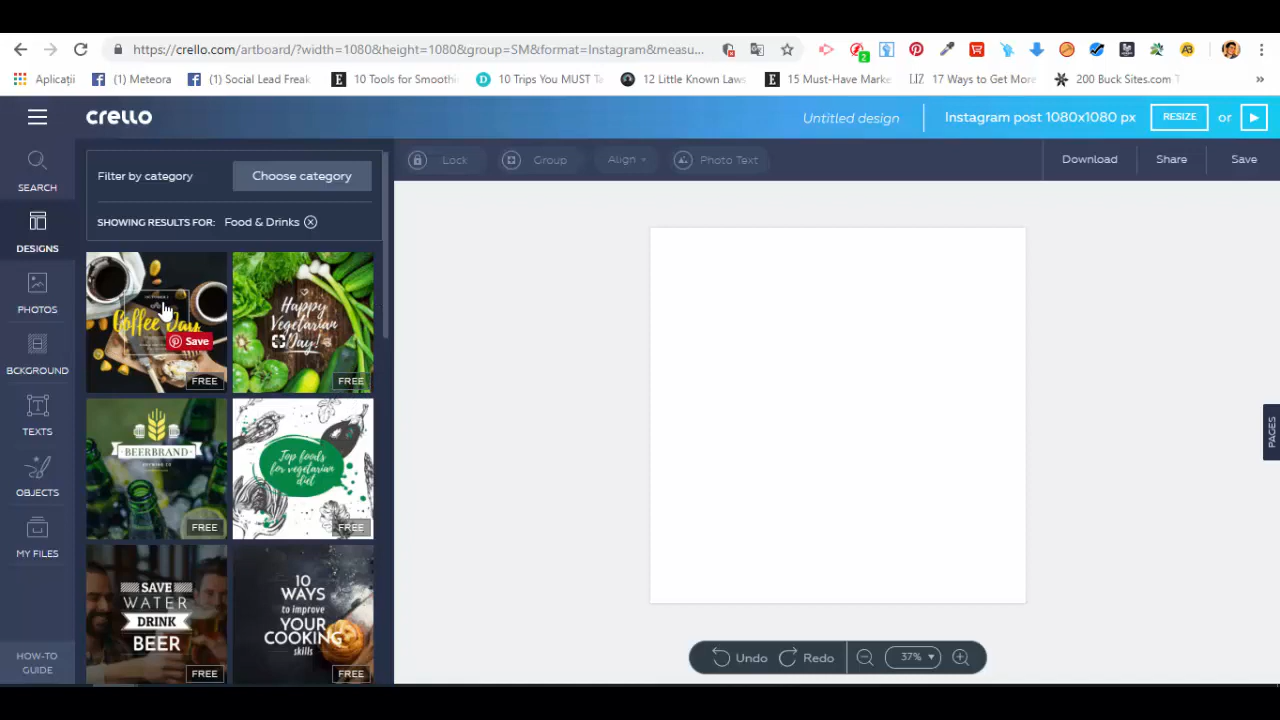 https://crello.com/artboard/?width=1080&height=1080&group=SM&format=Instagram&measu...
2
AB
Aplicații
(1) Meteora
(1) Social Lead Freak
10 Tools for Smoothi
10 Trips You MUST Ta
12 Little Known Laws
15 Must-Have Marke
17 Ways to Get More
200 Buck Sites.com T
»
crello
Untitled design
Instagram post 1080x1080 px
RESIZE
or
SEARCH
DESIGNS
PHOTOS
BCKGROUND
TEXTS
OBJECTS
MY FILES
HOW-TO
GUIDE
Filter by category
Choose category
SHOWING RESULTS FOR:
Food & Drinks
Lock
Group
Align
Photo Text
Download
Share
Save
Coffee Day
Save
FREE
Happy
Vegetarian
Day!
FREE
BEERBRAND
FREE
Top foods
for vegetarian
diet
FREE
SAVE
WATER
DRINK
BEER
FREE
10
WAYS
to improve
YOUR
COOKING
skills
FREE
PAGES
Undo
Redo
37%